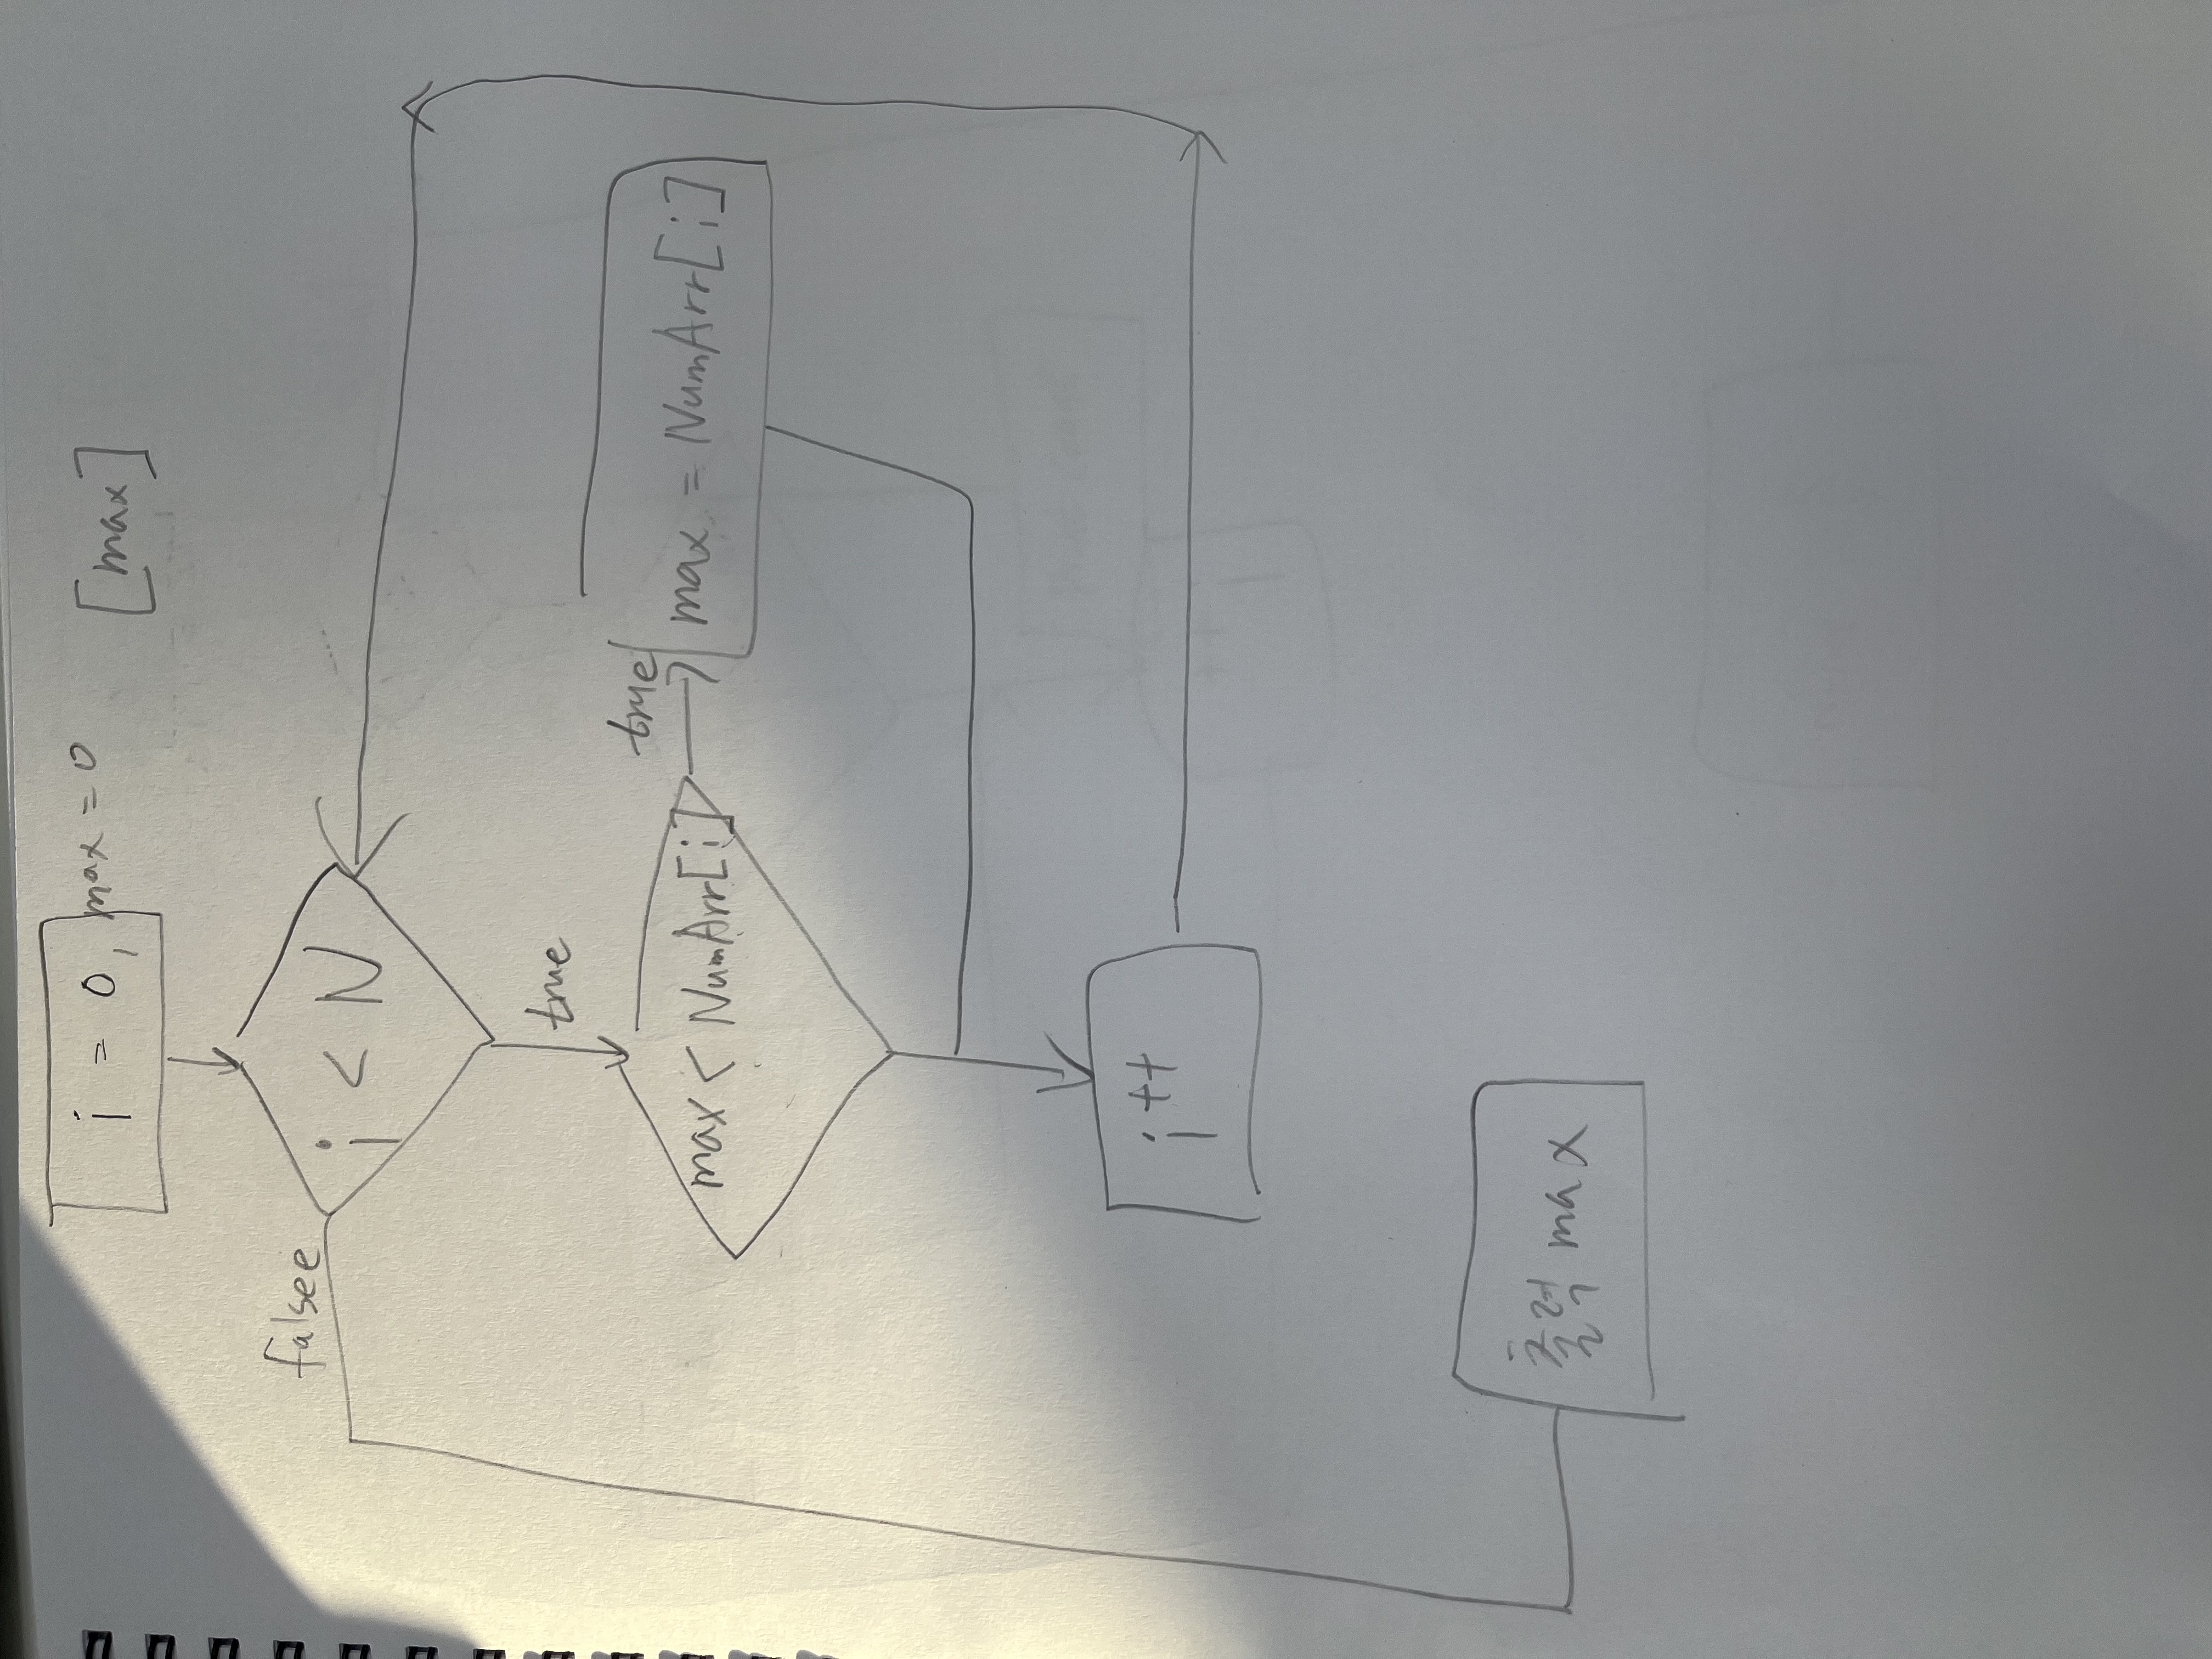 i = 0, max = 0
[max]
falsee
i < N
true
max < NumArr[i]
true
max = NumArr[i]
i++
출력 max